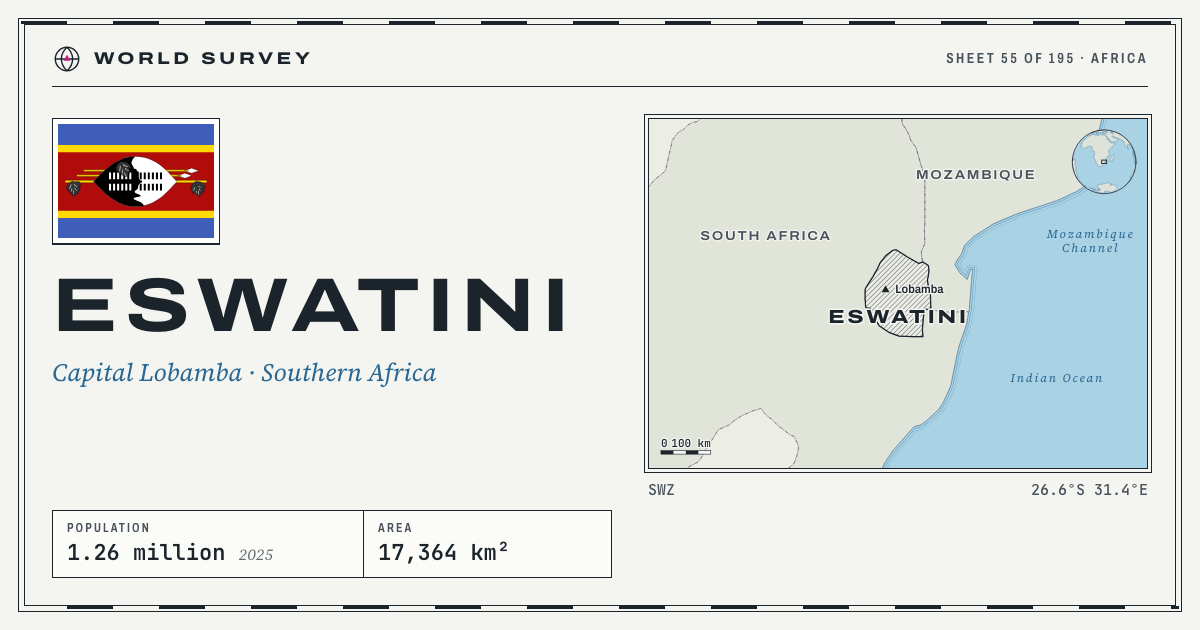 WORLD SURVEY
SHEET 55 OF 195 · AFRICA
ESWATINI
Capital Lobamba · Southern Africa
POPULATION
1.26 million 2025
AREA
17,364 km²
MOZAMBIQUE
SOUTH AFRICA
Mozambique
Channel
Lobamba
ESWATINI
Indian Ocean
0 100 km
SWZ
26.6°S 31.4°E